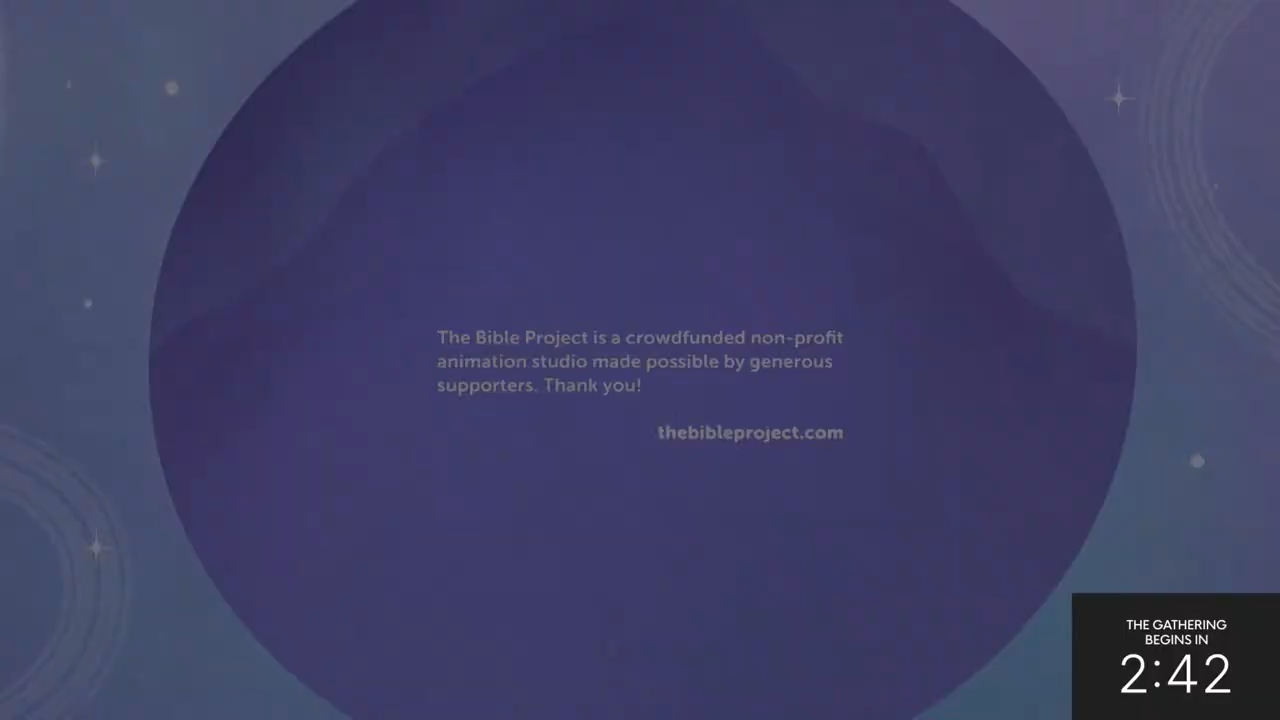 The Bible Project is a crowdfunded non-profit
animation studio made possible by generous
supporters. Thank you!
thebibleproject.com
THE GATHERING
BEGINS IN
2:42